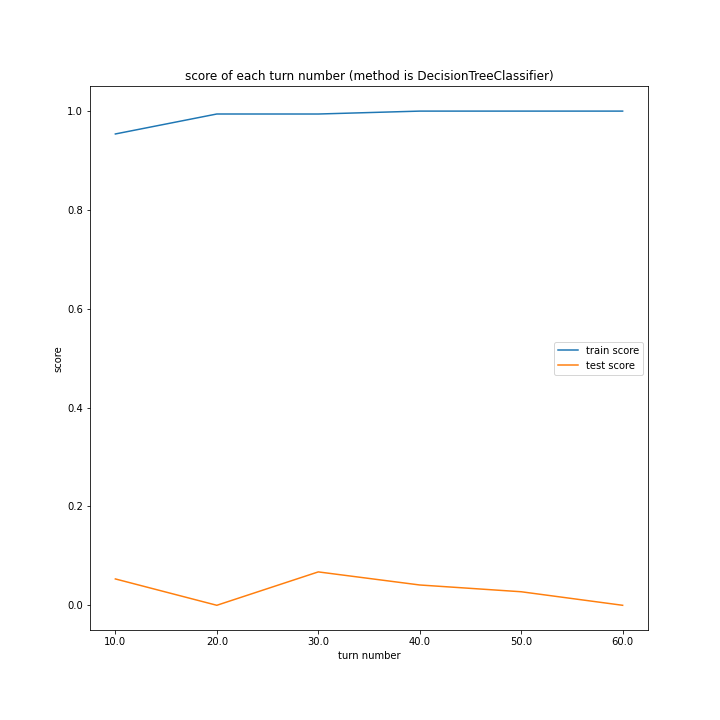 score of each turn number (method is DecisionTreeClassifier)
1.0
0.8
0.6
0.4
0.2
0.0
score
train score
test score
10.0 20.0 30.0 40.0 50.0 60.0
turn number